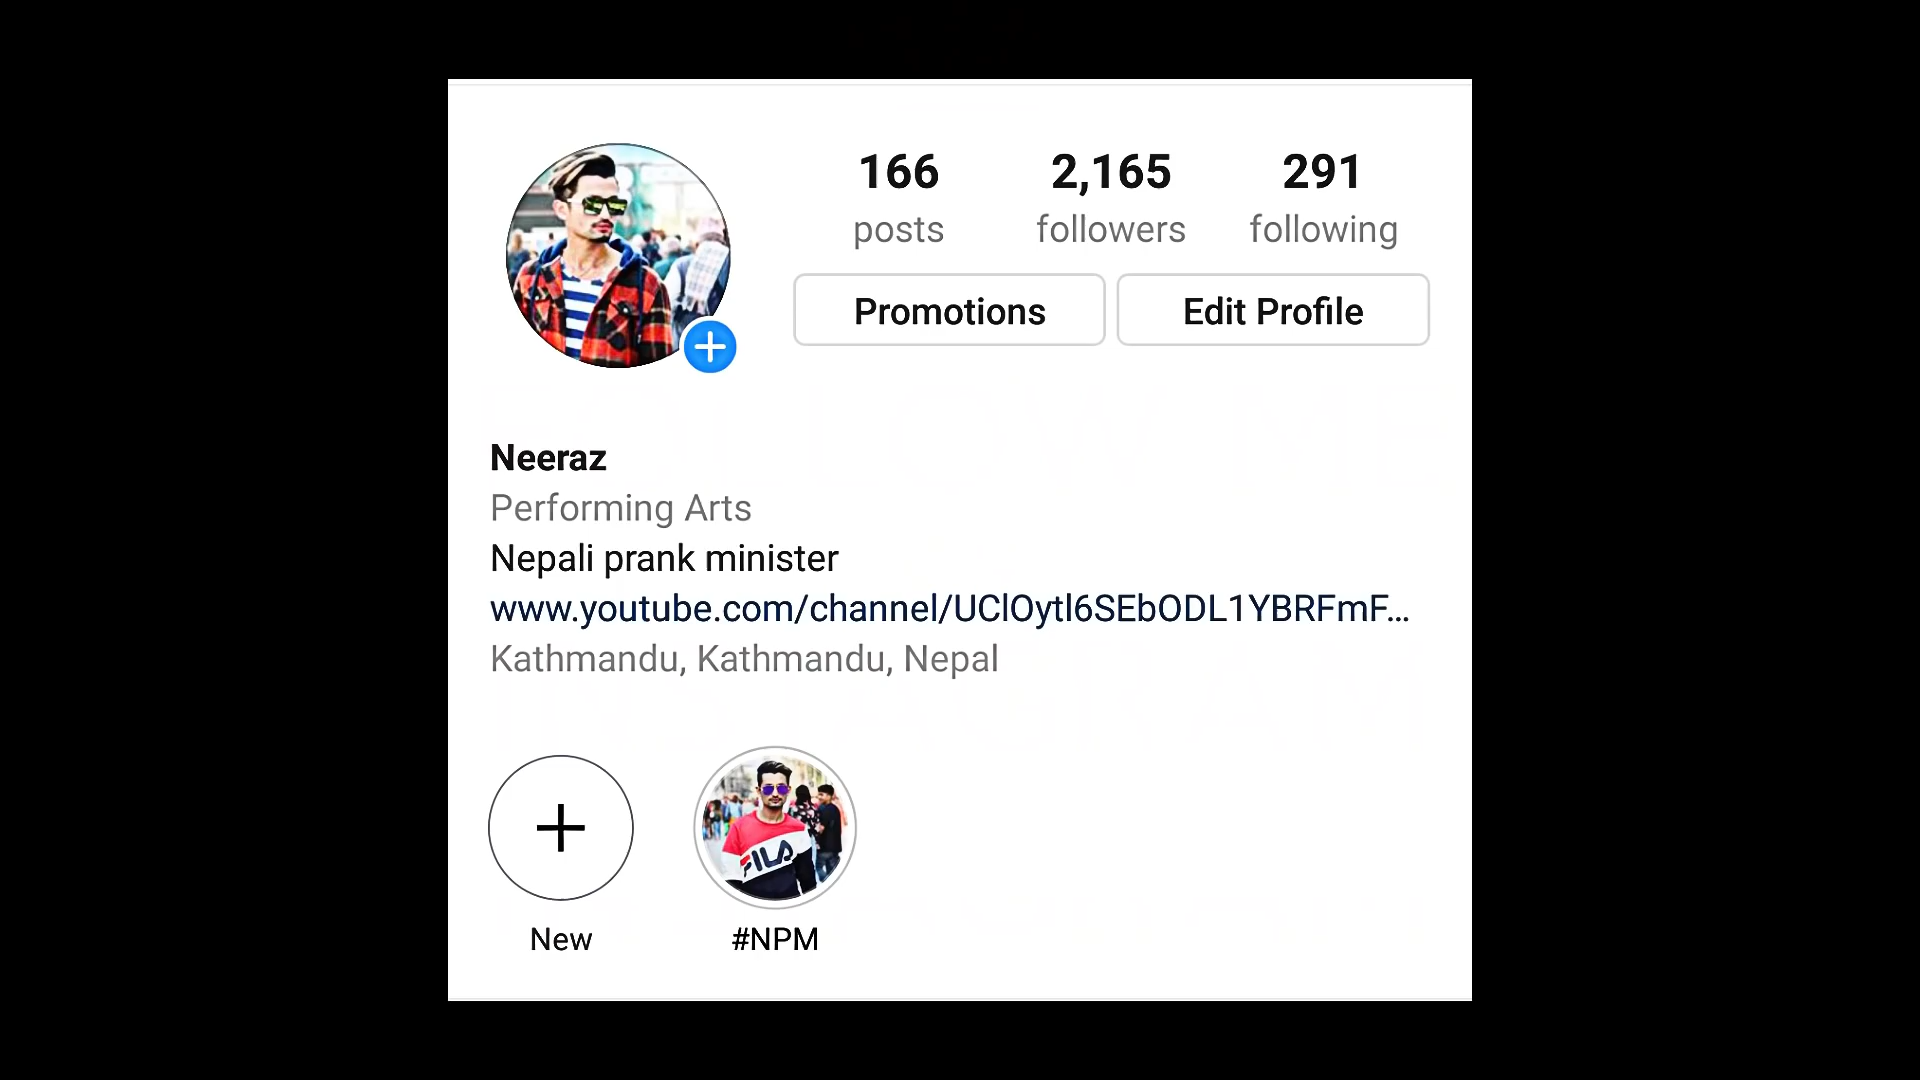 166 2,165 291
posts followers following
Promotions Edit Profile
Neeraz
Performing Arts
Nepali prank minister
www.youtube.com/channel/UClOytl6SEbODL1YBRFmF...
Kathmandu, Kathmandu, Nepal
FILA
New #NPM